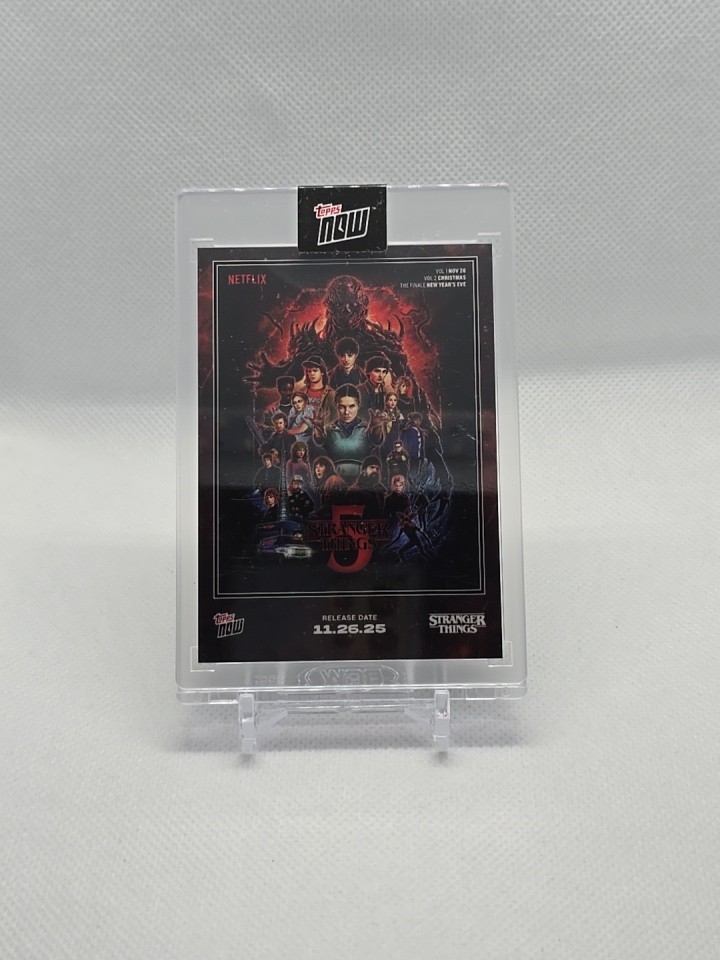 topps
now
NETFLIX
VOL 1 NOV 26
VOL 2 CHRISTMAS
THE FINALE NEW YEAR'S EVE
5
STRANGER
THINGS
topps
now
RELEASE DATE
11.26.25
STRANGER
THINGS